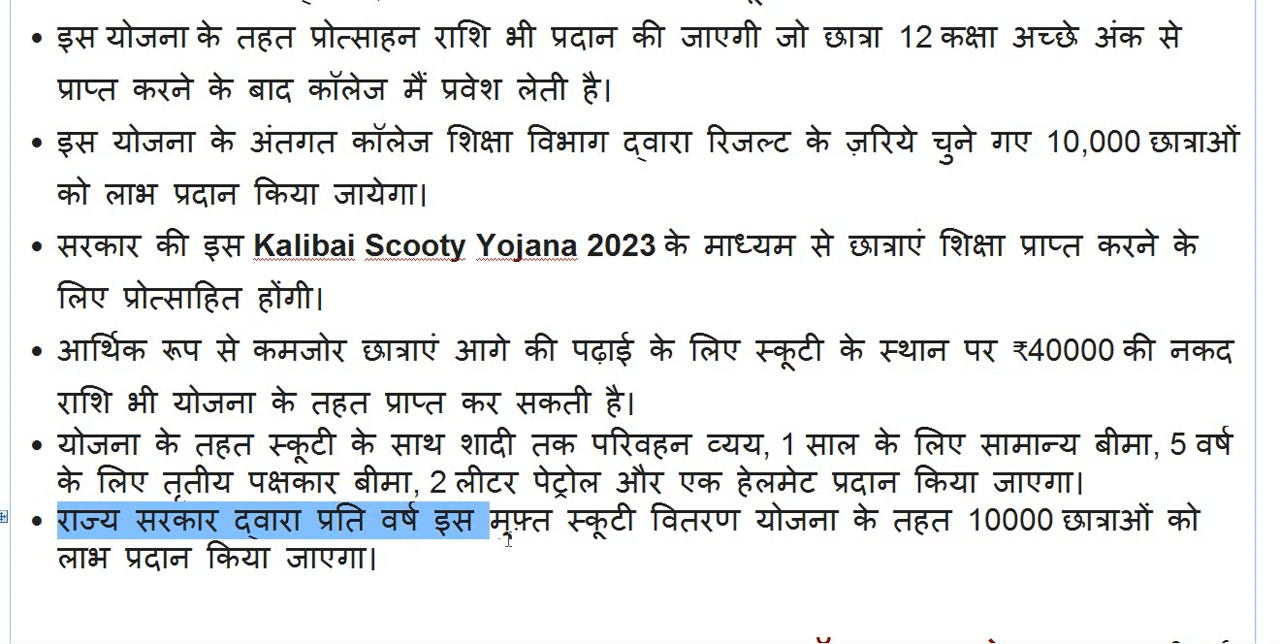 इस योजना के तहत प्रोत्साहन राशि भी प्रदान की जाएगी जो छात्रा 12 कक्षा अच्छे अंक से
प्राप्त करने के बाद कॉलेज मैं प्रवेश लेती है।
इस योजना के अंतगत कॉलेज शिक्षा विभाग द्वारा रिजल्ट के ज़रिये चुने गए 10,000 छात्राओं
को लाभ प्रदान किया जायेगा।
सरकार की इस Kalibai Scooty Yojana 2023 के माध्यम से छात्राएं शिक्षा प्राप्त करने के
लिए प्रोत्साहित होंगी।
आर्थिक रूप से कमजोर छात्राएं आगे की पढ़ाई के लिए स्कूटी के स्थान पर ₹40000 की नकद
राशि भी योजना के तहत प्राप्त कर सकती है।
योजना के तहत स्कूटी के साथ शादी तक परिवहन व्यय, 1 साल के लिए सामान्य बीमा, 5 वर्ष
के लिए तृतीय पक्षकार बीमा, 2 लीटर पेट्रोल और एक हेलमेट प्रदान किया जाएगा।
राज्य सरकार द्वारा प्रति वर्ष इस मुफ़्त स्कूटी वितरण योजना के तहत 10000 छात्राओं को
लाभ प्रदान किया जाएगा।